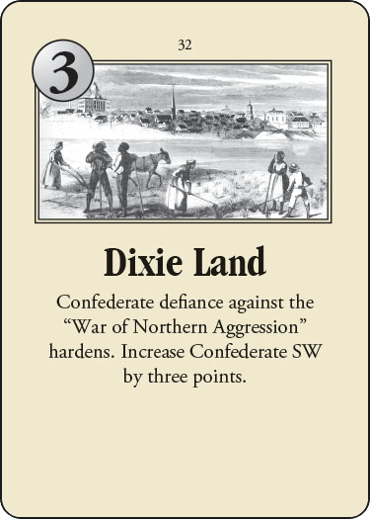 32
3
Dixie Land
Confederate defiance against the
“War of Northern Aggression”
hardens. Increase Confederate SW
by three points.